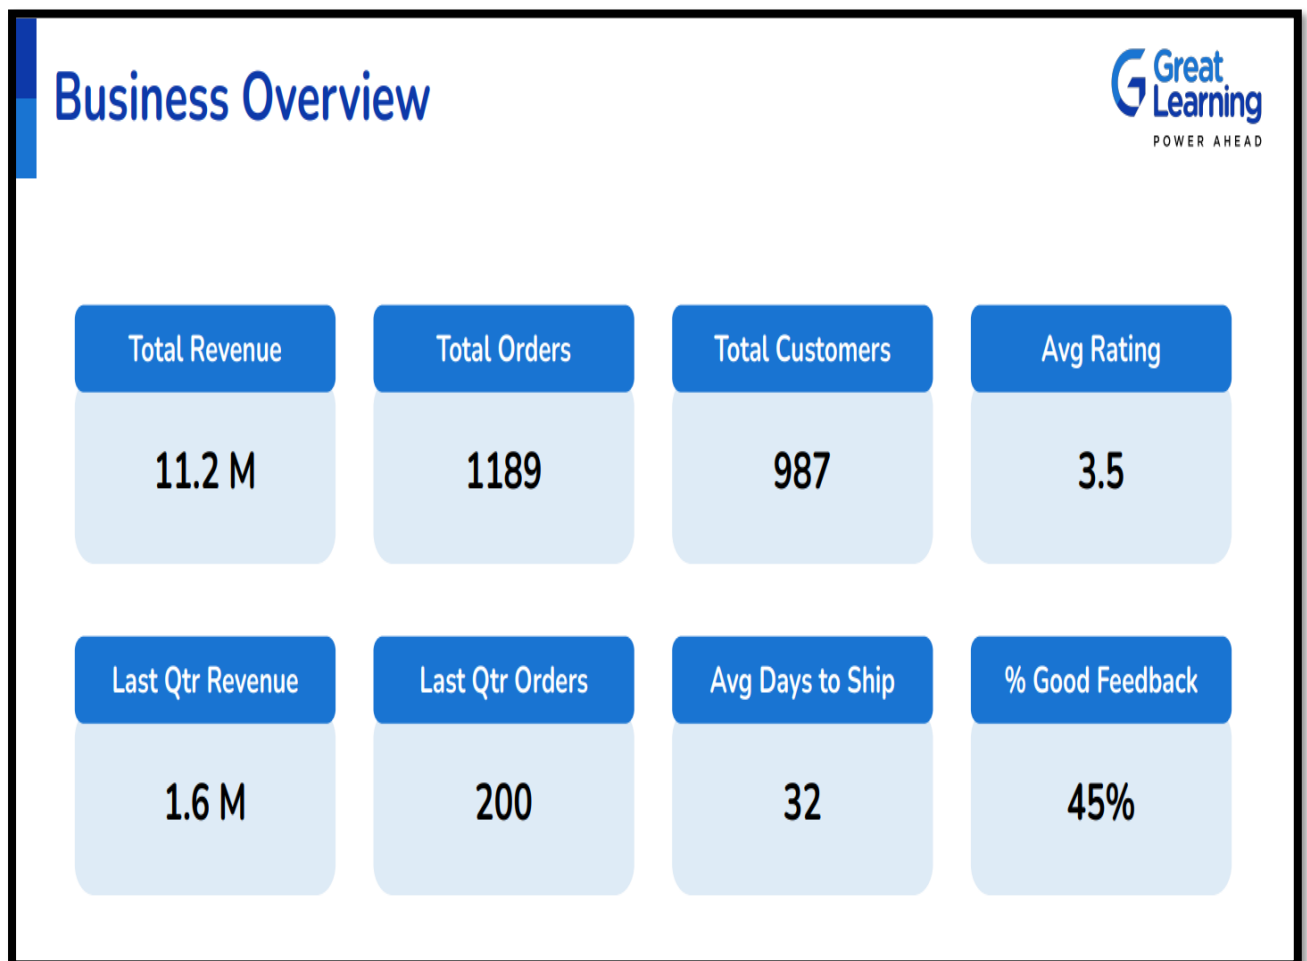 Business Overview
Great
Learning
POWER AHEAD
Total Revenue
11.2 M
Total Orders
1189
Total Customers
987
Avg Rating
3.5
Last Qtr Revenue
1.6 M
Last Qtr Orders
200
Avg Days to Ship
32
% Good Feedback
45%